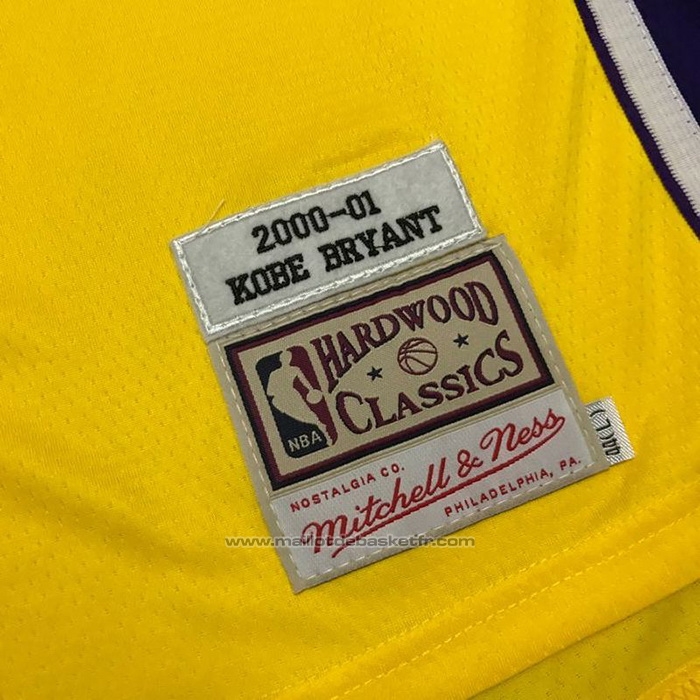 2000-01
KOBE BRYANT
HARDWOOD
CLASSICS
NBA
NOSTALGIA CO.
Mitchell & Ness
PHILADELPHIA, PA.
www.maillotdebasketfr.com